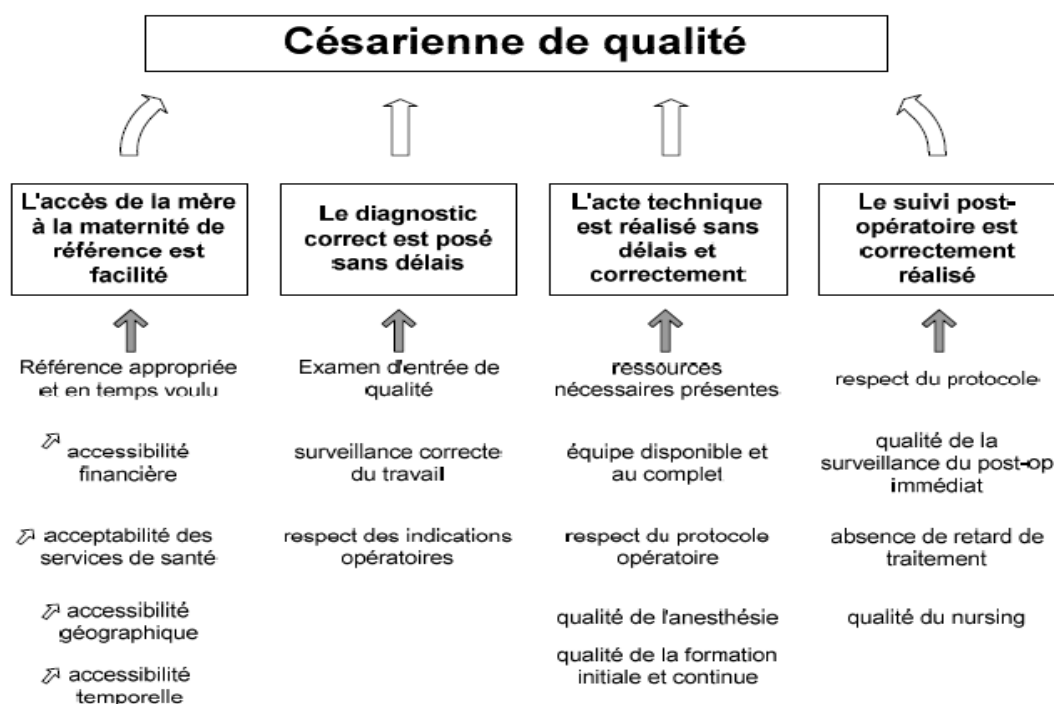 Césarienne de qualité
L'accès de la mère
à la maternité de
référence est
facilité
Le diagnostic
correct est posé
sans délais
L'acte technique
est réalisé sans
délais et
correctement
Le suivi post-
opératoire est
correctement
réalisé
Référence appropriée
et en temps voulu
accessibilité
financière
acceptabilité des
services de santé
accessibilité
géographique
accessibilité
temporelle
Examen d'entrée de
qualité
surveillance correcte
du travail
respect des indications
opératoires
ressources
nécessaires présentes
équipe disponible et
au complet
respect du protocole
opératoire
qualité de l'anesthésie
qualité de la formation
initiale et continue
respect du protocole
qualité de la
surveillance du post-op
immédiat
absence de retard de
traitement
qualité du nursing